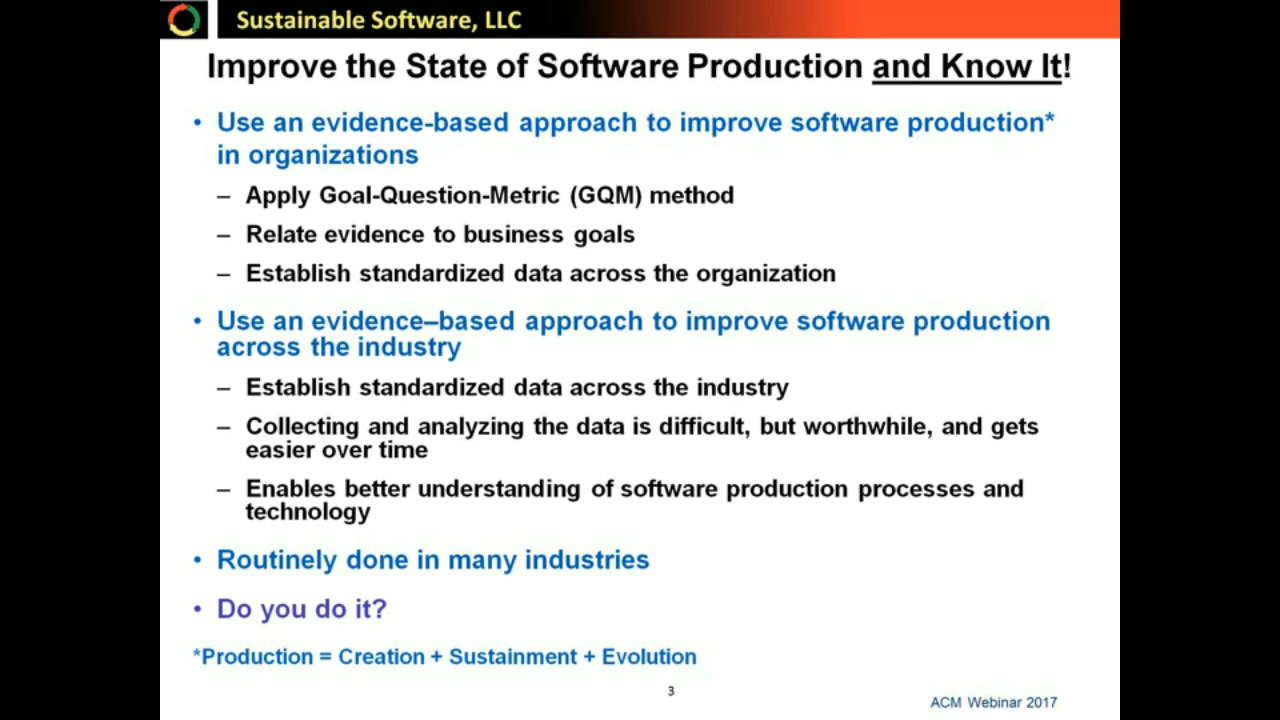 Sustainable Software, LLC
Improve the State of Software Production and Know It!
• Use an evidence-based approach to improve software production*
in organizations
– Apply Goal-Question-Metric (GQM) method
– Relate evidence to business goals
– Establish standardized data across the organization
• Use an evidence–based approach to improve software production
across the industry
– Establish standardized data across the industry
– Collecting and analyzing the data is difficult, but worthwhile, and gets
easier over time
– Enables better understanding of software production processes and
technology
• Routinely done in many industries
• Do you do it?
*Production = Creation + Sustainment + Evolution
3
ACM Webinar 2017